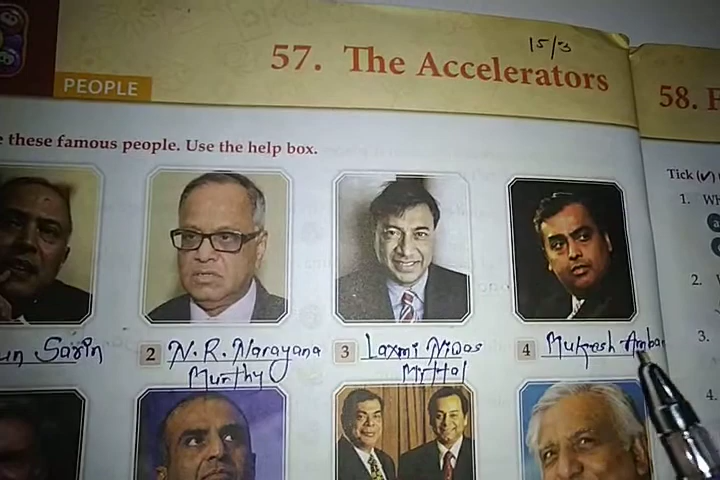 15/3
57. The Accelerators
PEOPLE
58.
these famous people. Use the help box.
Tick (✓)
1.
2.
3.
4.
Sarin
2 N. R. Narayana
Murthy
3 Laxmi Niwas
Mittal
4 Mukesh Amban